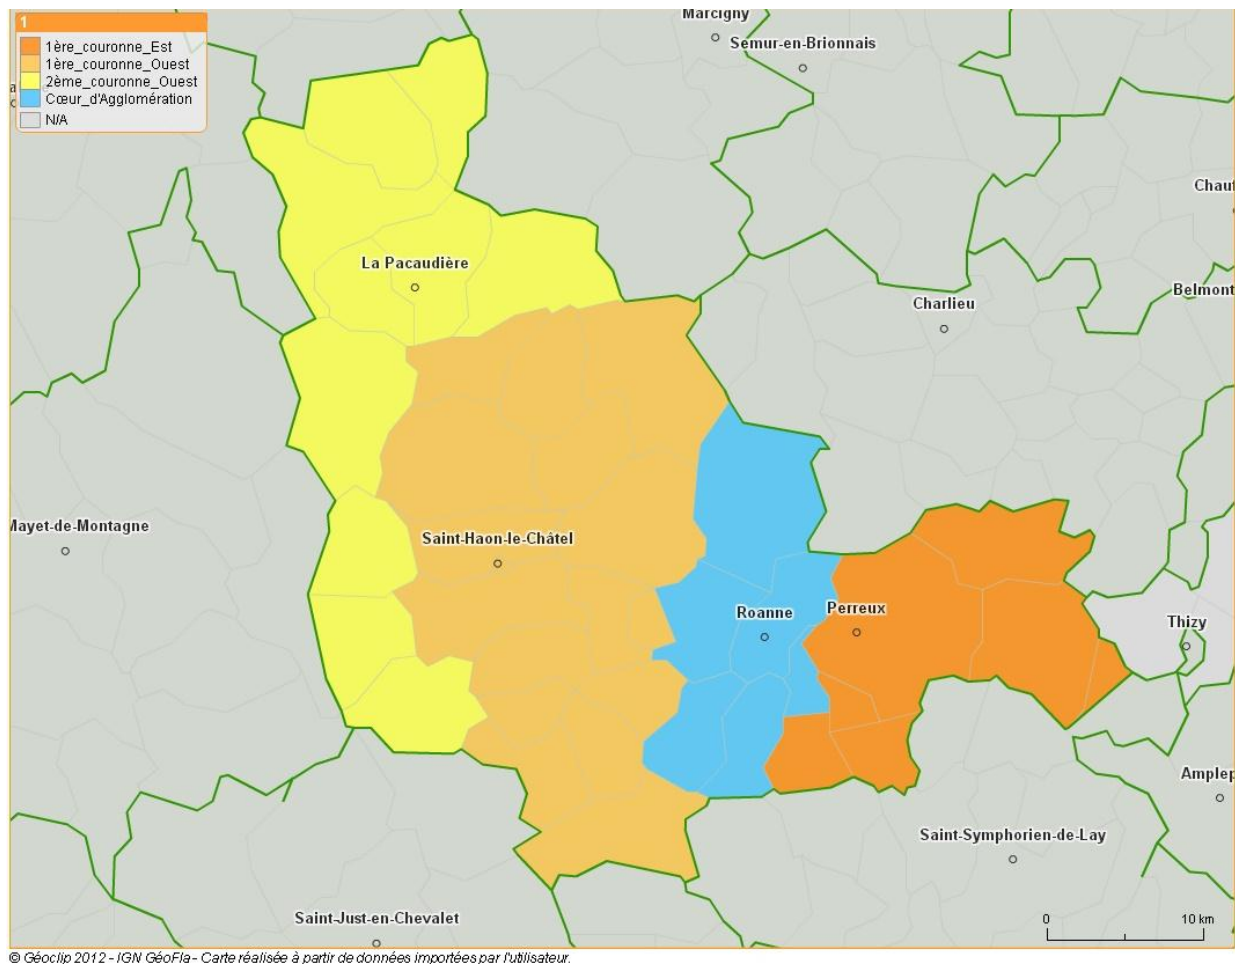 1
1ère_couronne_Est
1ère_couronne_Ouest
2ème_couronne_Ouest
Cœur_d'Agglomération
N/A
Marcigny
Semur-en-Brionnais
Chauf
La Pacaudière
Belmont
Charlieu
Mayet-de-Montagne
Saint-Haon-le-Châtel
Roanne
Perreux
Thizy
Amplep
Saint-Symphorien-de-Lay
Saint-Just-en-Chevalet
0 10 km
© Géoclip 2012 - IGN GéoFla - Carte réalisée à partir de données importées par l'utilisateur.